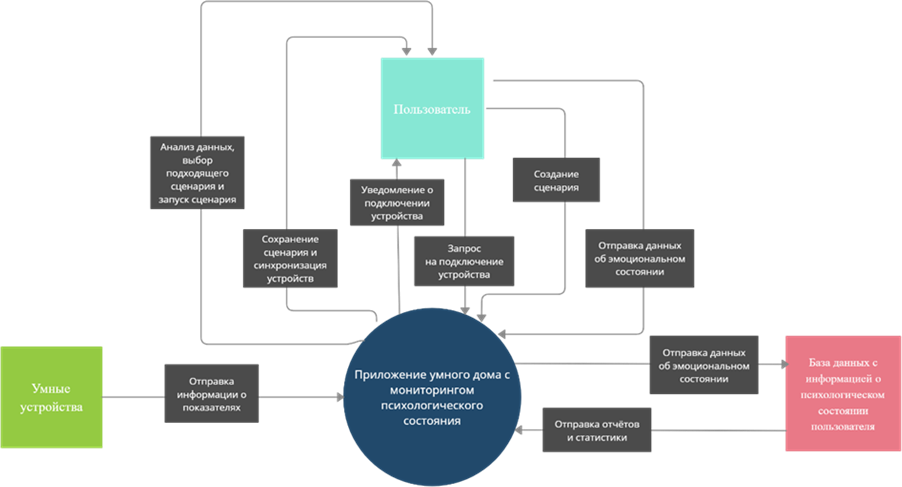 Пользователь
Анализ данных,
выбор
подходящего
сценария и
запуск сценария
Уведомление о
подключении
устройства
Создание
сценария
Сохранение
сценария и
синхронизация
устройств
Запрос
на подключение
устройства
Отправка данных
об эмоциональном
состоянии
Умные
устройства
Отправка
информации о
показателях
Приложение умного дома с
мониторингом
психологического
состояния
Отправка данных
об эмоциональном
состоянии
База данных с
информацией о
психологическом
состоянии
пользователя
Отправка отчётов
и статистики